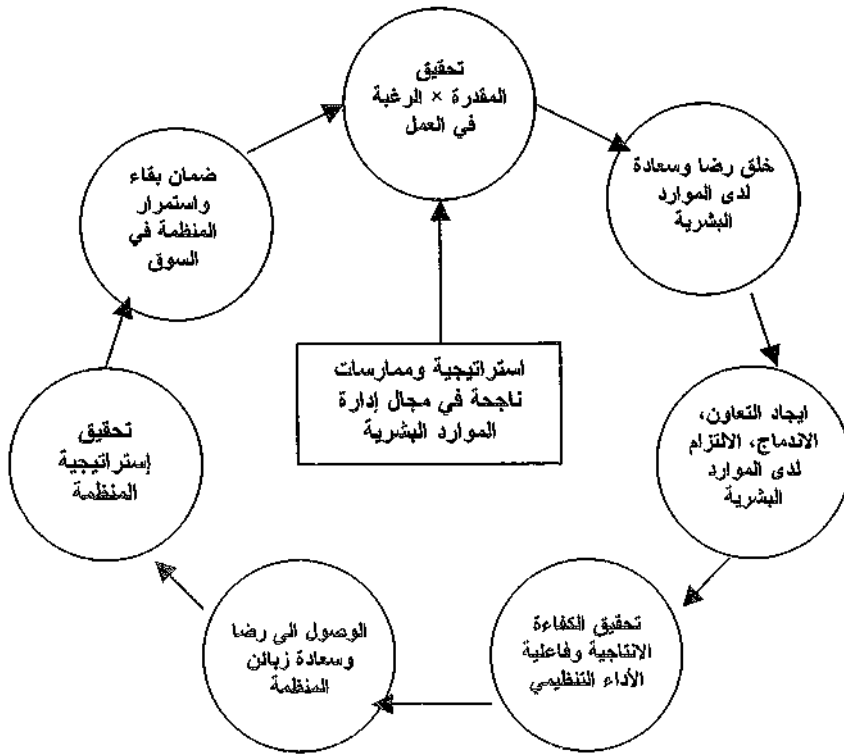 تحقيق
المقدرة × الرغبة
في العمل
خلق رضا وسعادة
لدى الموارد
البشرية
ايجاد التعاون،
الاندماج، الالتزام
لدى الموارد
البشرية
تحقيق الكفاءة
الانتاجية وفاعلية
الأداء التنظيمي
الوصول الى رضا
وسعادة زبائن
المنظمة
تحقيق
إستراتيجية
المنظمة
ضمان بقاء
واستمرار
المنظمة في
السوق
استراتيجية وممارسات
ناجحة في مجال إدارة
الموارد البشرية